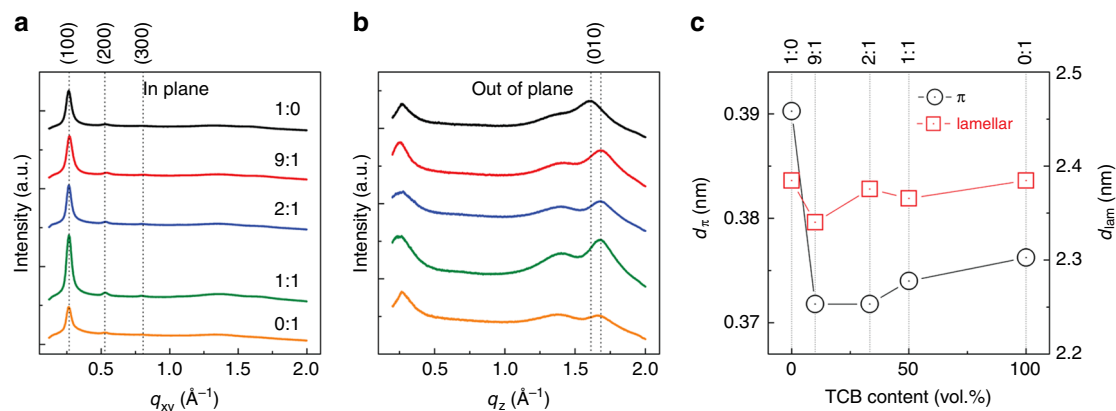 a
(100)
(200)
(300)
In plane
1:0
9:1
2:1
1:1
0:1
Intensity (a.u.)
0.5
1.0
1.5
2.0
qxy (Å−1)
b
(010)
Out of plane
Intensity (a.u.)
0.5
1.0
1.5
2.0
qz (Å−1)
c
1:0
9:1
2:1
1:1
0:1
π
lamellar
0.39
0.38
0.37
dπ (nm)
2.5
2.4
2.3
2.2
dlam (nm)
0
50
100
TCB content (vol.%)